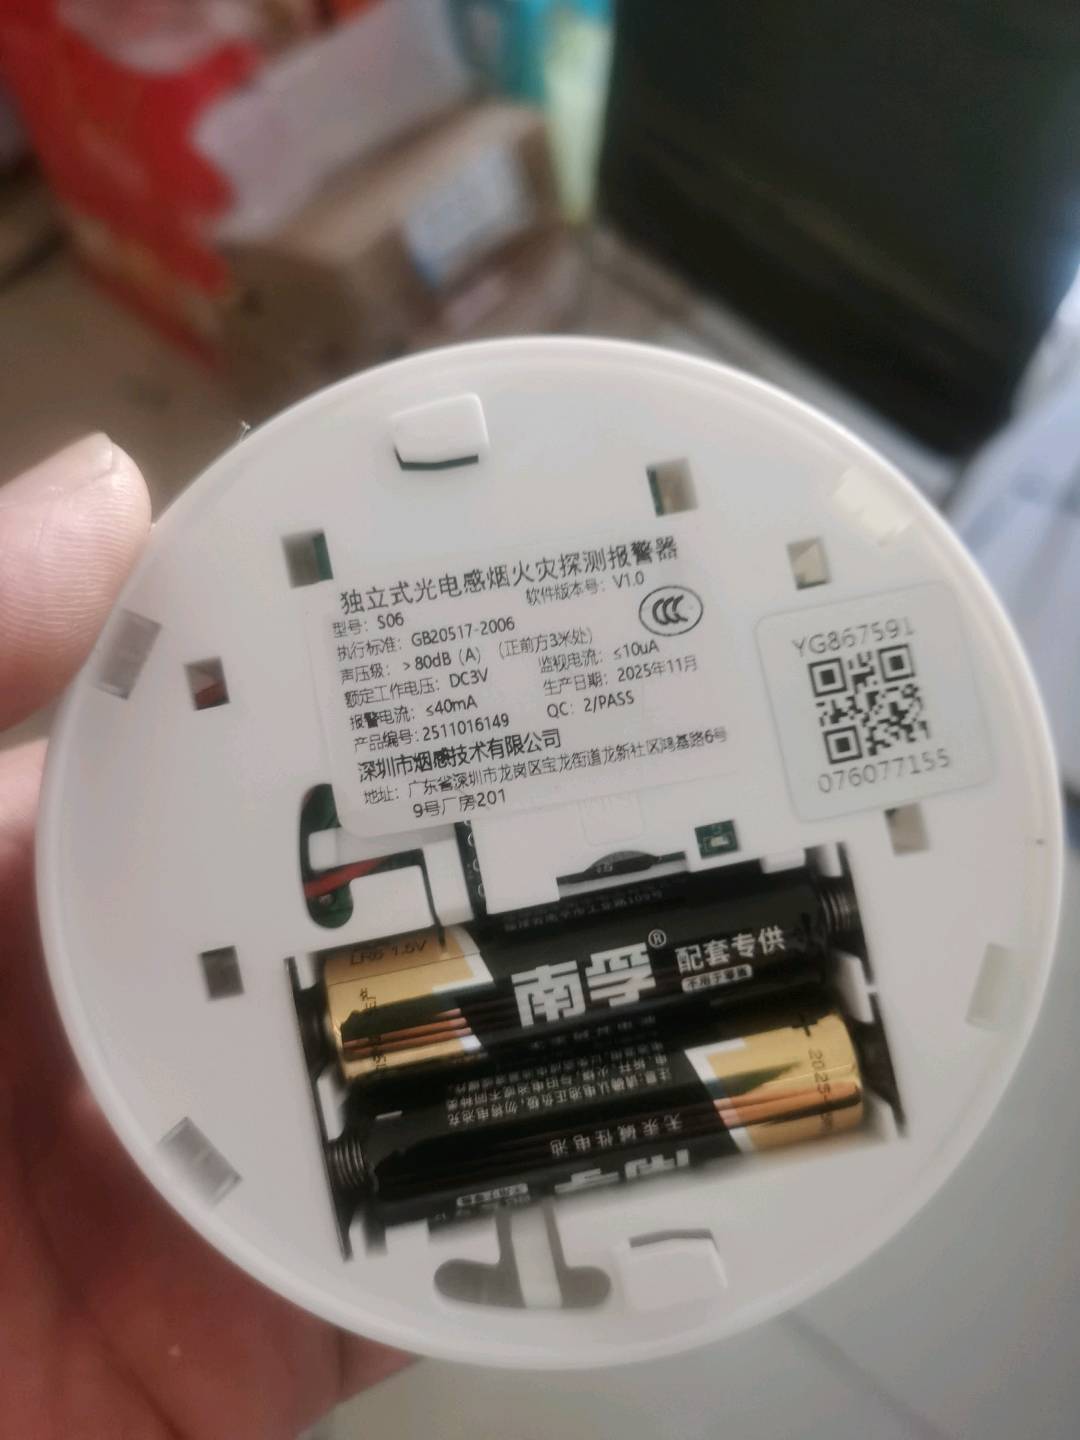 独立式光电感烟火灾探测报警器
型号：S06
软件版本号：V1.0
执行标准：GB20517-2006
声压级：>80dB（A）（正前方3米处）
额定工作电压：DC3V
监视电流：≤10uA
报警电流：≤40mA
生产日期：2025年11月
产品编号：2511016149
QC：2/PASS
深圳市烟感技术有限公司
地址：广东省深圳市龙岗区宝龙街道龙新社区鸿基路6号
9号厂房201
CCC
YG867591
076077155
LR6 1.5V
南孚®
配套专供
不用于零售
+
2025-
无汞碱性电池